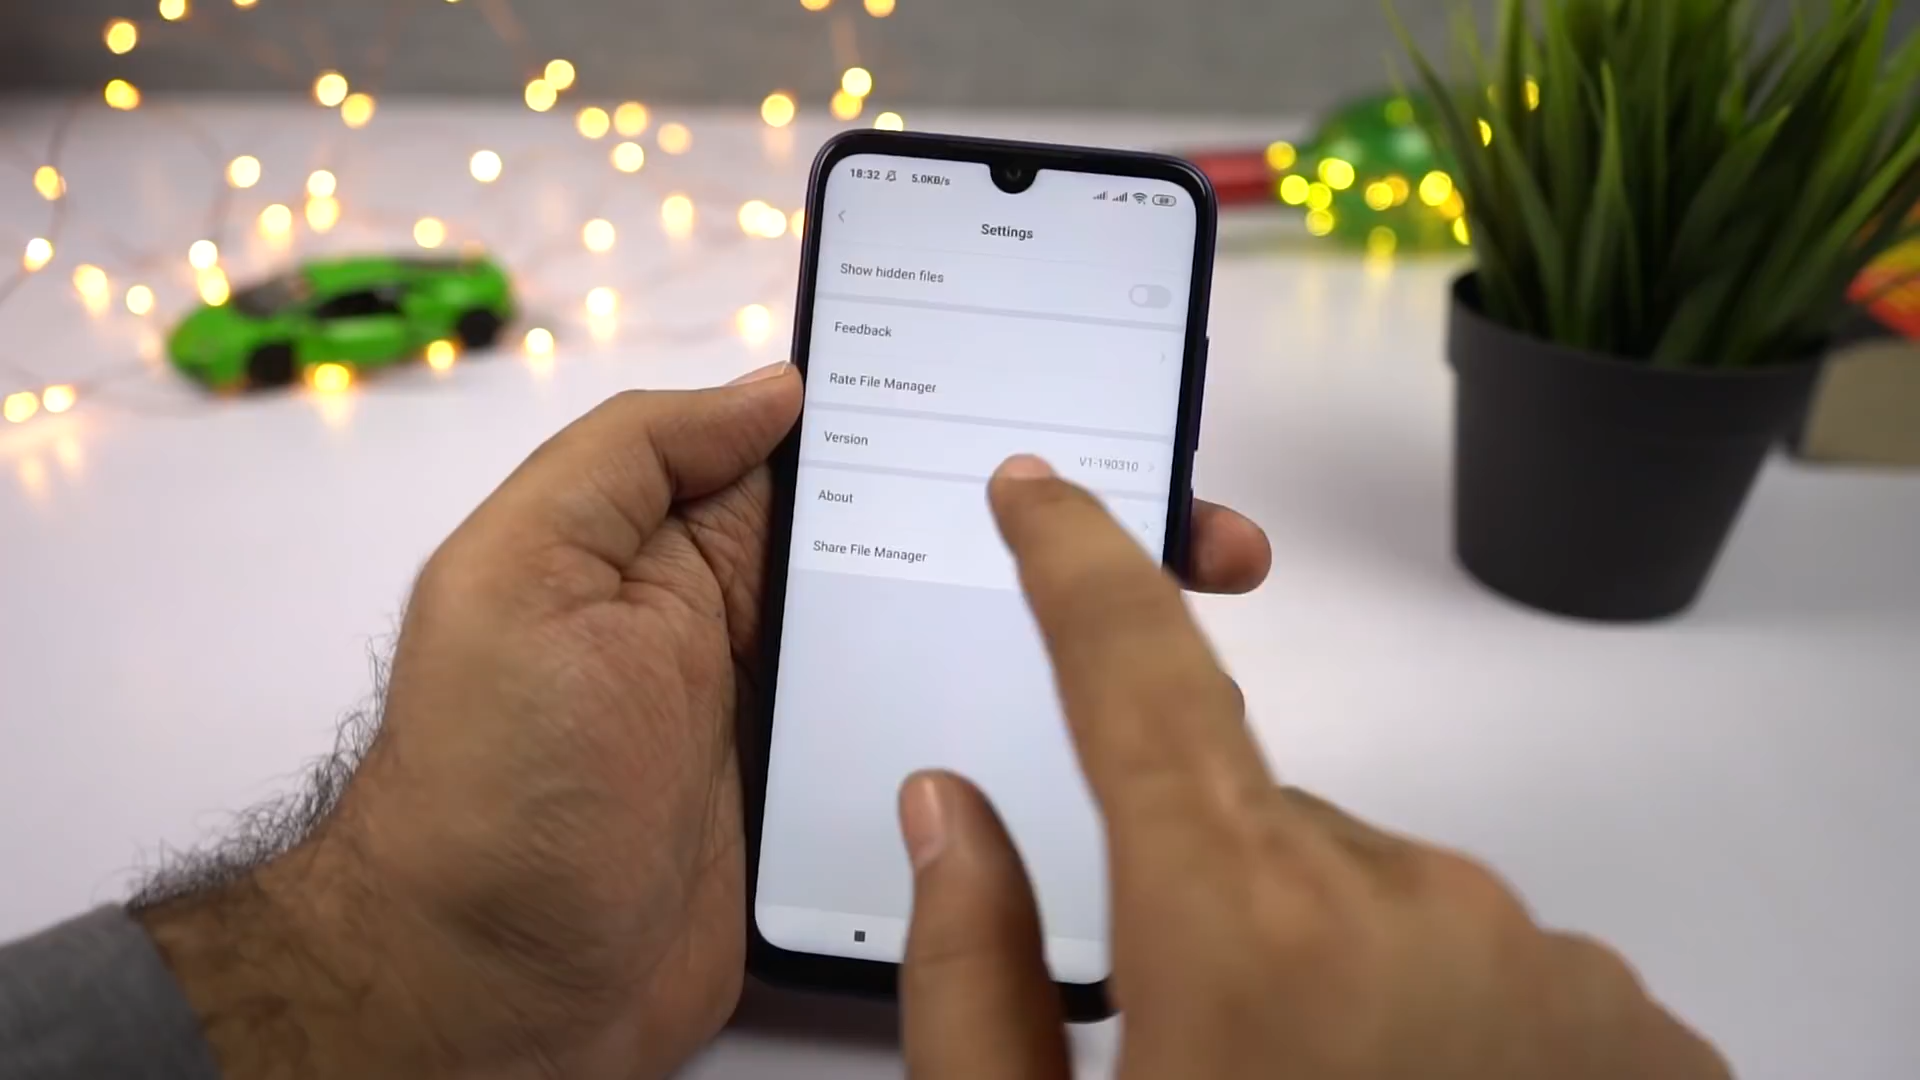 18:32 5.0KB/s
Settings
Show hidden files
Feedback
Rate File Manager
Version V1-190310
About
Share File Manager